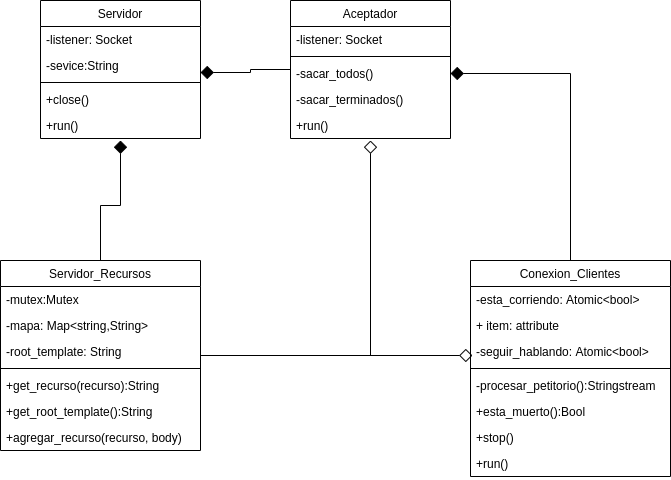 Servidor
-listener: Socket
-sevice:String
+close()
+run()
Aceptador
-listener: Socket
-sacar_todos()
-sacar_terminados()
+run()
Servidor_Recursos
-mutex:Mutex
-mapa: Map<string,String>
-root_template: String
+get_recurso(recurso):String
+get_root_template():String
+agregar_recurso(recurso, body)
Conexion_Clientes
-esta_corriendo: Atomic<bool>
+ item: attribute
-seguir_hablando: Atomic<bool>
-procesar_petitorio():Stringstream
+esta_muerto():Bool
+stop()
+run()